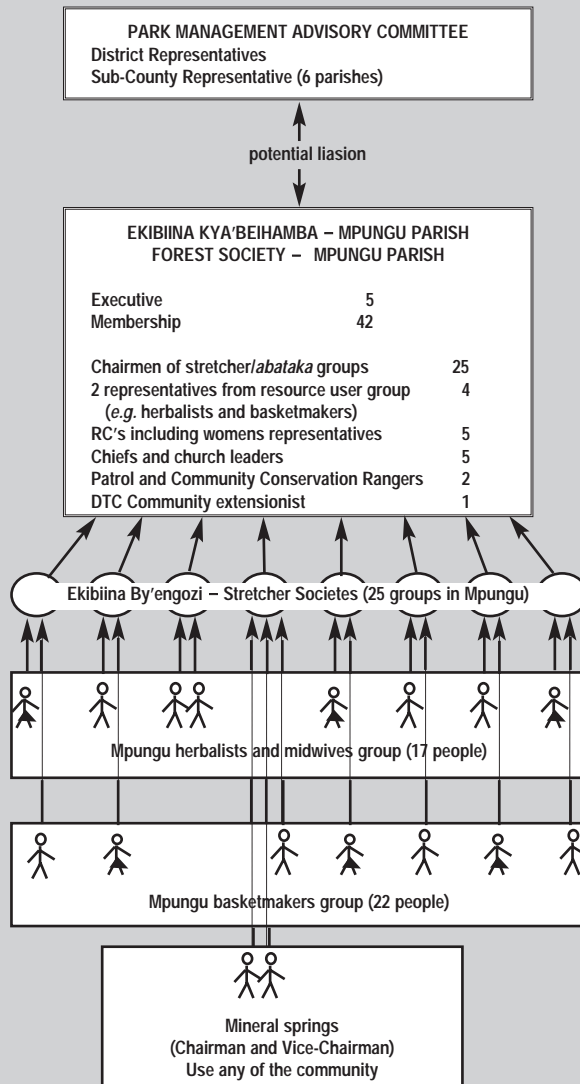 PARK MANAGEMENT ADVISORY COMMITTEE
District Representatives
Sub-County Representative (6 parishes)
potential liasion
EKIBIINA KYA'BEIHAMBA – MPUNGU PARISH
FOREST SOCIETY – MPUNGU PARISH
Executive 5
Membership 42
Chairmen of stretcher/abataka groups 25
2 representatives from resource user group 4
(e.g. herbalists and basketmakers)
RC's including womens representatives 5
Chiefs and church leaders 5
Patrol and Community Conservation Rangers 2
DTC Community extensionist 1
Ekibiina By'engozi – Stretcher Societes (25 groups in Mpungu)
Mpungu herbalists and midwives group (17 people)
Mpungu basketmakers group (22 people)
Mineral springs
(Chairman and Vice-Chairman)
Use any of the community